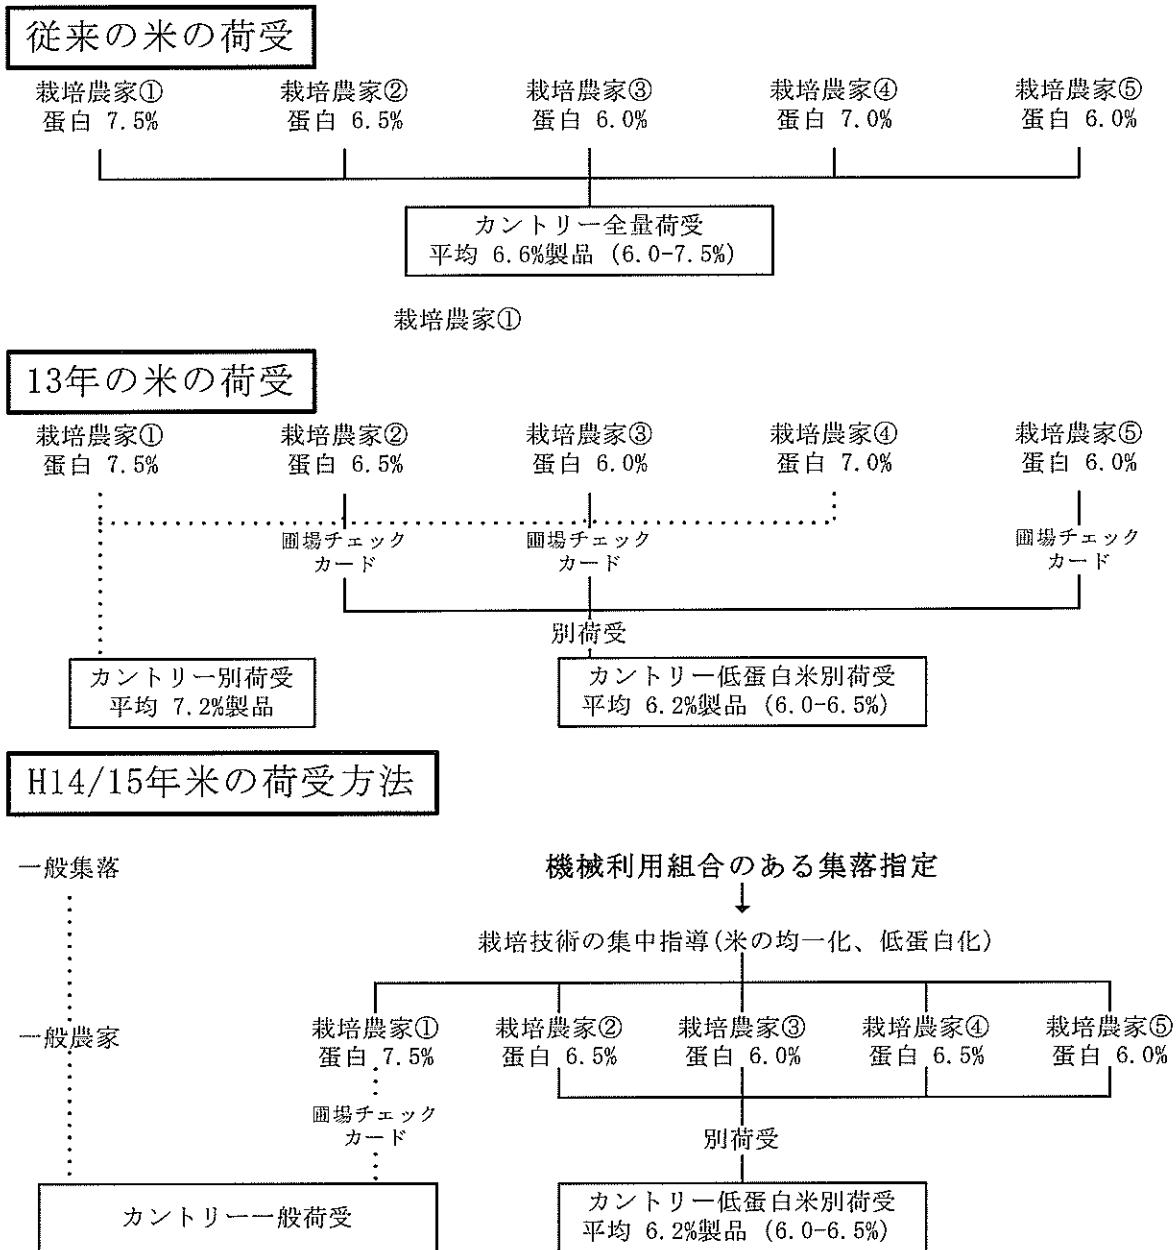 従来の米の荷受
栽培農家① 栽培農家② 栽培農家③ 栽培農家④ 栽培農家⑤
蛋白 7.5% 蛋白 6.5% 蛋白 6.0% 蛋白 7.0% 蛋白 6.0%
カントリー全量荷受
平均 6.6%製品 (6.0-7.5%)
栽培農家①
13年の米の荷受
栽培農家① 栽培農家② 栽培農家③ 栽培農家④ 栽培農家⑤
蛋白 7.5% 蛋白 6.5% 蛋白 6.0% 蛋白 7.0% 蛋白 6.0%
圃場チェック 圃場チェック 圃場チェック
カード カード カード
別荷受
カントリー別荷受 カントリー低蛋白米別荷受
平均 7.2%製品 平均 6.2%製品 (6.0-6.5%)
H14/15年米の荷受方法
一般集落 機械利用組合のある集落指定
栽培技術の集中指導(米の均一化、低蛋白化)
一般農家 栽培農家① 栽培農家② 栽培農家③ 栽培農家④ 栽培農家⑤
蛋白 7.5% 蛋白 6.5% 蛋白 6.0% 蛋白 6.5% 蛋白 6.0%
圃場チェック
カード 別荷受
カントリー一般荷受 カントリー低蛋白米別荷受
平均 6.2%製品 (6.0-6.5%)